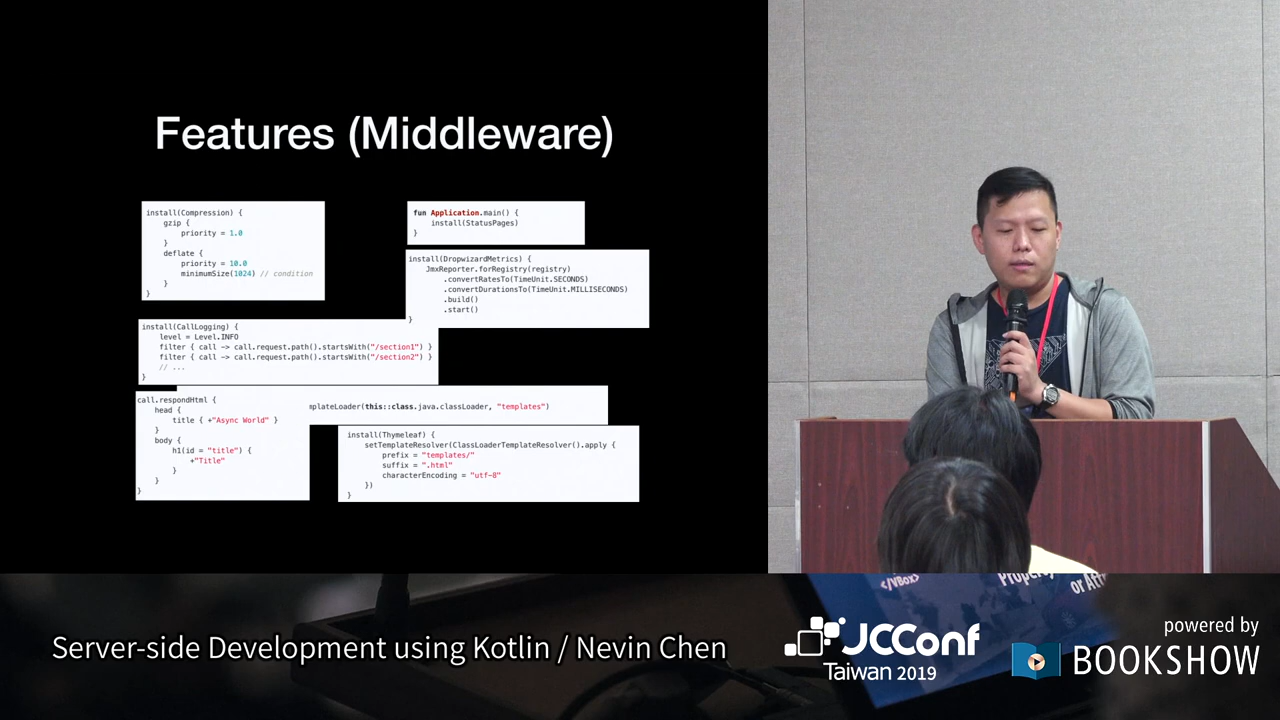 Features (Middleware)
install(Compression) {
gzip {
priority = 1.0
}
deflate {
priority = 10.0
minimumSize(1024) // condition
}
}
fun Application.main() {
install(StatusPages)
}
install(DropwizardMetrics) {
JmxReporter.forRegistry(registry)
.convertRatesTo(TimeUnit.SECONDS)
.convertDurationsTo(TimeUnit.MILLISECONDS)
.build()
.start()
}
install(CallLogging) {
level = Level.INFO
filter { call -> call.request.path().startsWith("/section1") }
filter { call -> call.request.path().startsWith("/section2") }
// ...
}
call.respondHtml {
head {
title { +"Async World" }
}
body {
h1(id = "title") {
+"Title"
}
}
}
mplateLoader(this::class.java.classLoader, "templates")
install(Thymeleaf) {
setTemplateResolver(ClassLoaderTemplateResolver().apply {
prefix = "templates/"
suffix = ".html"
characterEncoding = "utf-8"
})
}
</VBox>
or
Server-side Development using Kotlin / Nevin Chen
JCConf
Taiwan 2019
powered by
BOOKSHOW